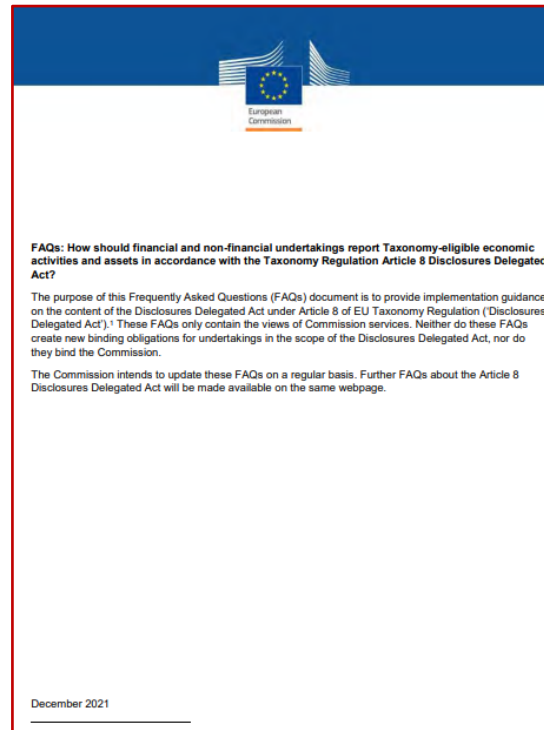 European
Commission
FAQs: How should financial and non-financial undertakings report Taxonomy-eligible economic
activities and assets in accordance with the Taxonomy Regulation Article 8 Disclosures Delegated
Act?
The purpose of this Frequently Asked Questions (FAQs) document is to provide implementation guidance
on the content of the Disclosures Delegated Act under Article 8 of EU Taxonomy Regulation (‘Disclosures
Delegated Act’).¹ These FAQs only contain the views of Commission services. Neither do these FAQs
create new binding obligations for undertakings in the scope of the Disclosures Delegated Act, nor do
they bind the Commission.
The Commission intends to update these FAQs on a regular basis. Further FAQs about the Article 8
Disclosures Delegated Act will be made available on the same webpage.
December 2021